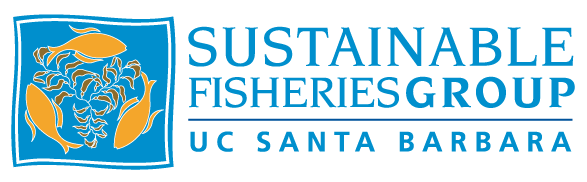 SUSTAINABLE
FISHERIESGROUP
UC SANTA BARBARA